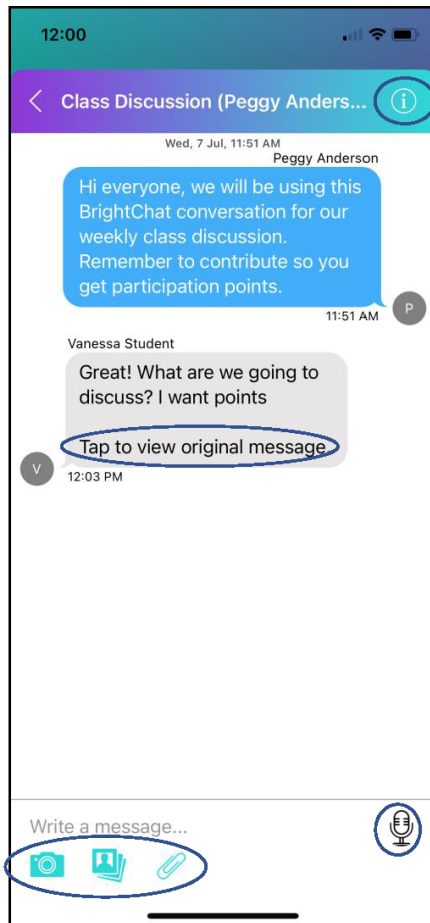 12:00
Class Discussion (Peggy Anders...
Wed, 7 Jul, 11:51 AM
Peggy Anderson
Hi everyone, we will be using this
BrightChat conversation for our
weekly class discussion.
Remember to contribute so you
get participation points.
P
11:51 AM
Vanessa Student
Great! What are we going to
discuss? I want points
Tap to view original message
V
12:03 PM
Write a message...